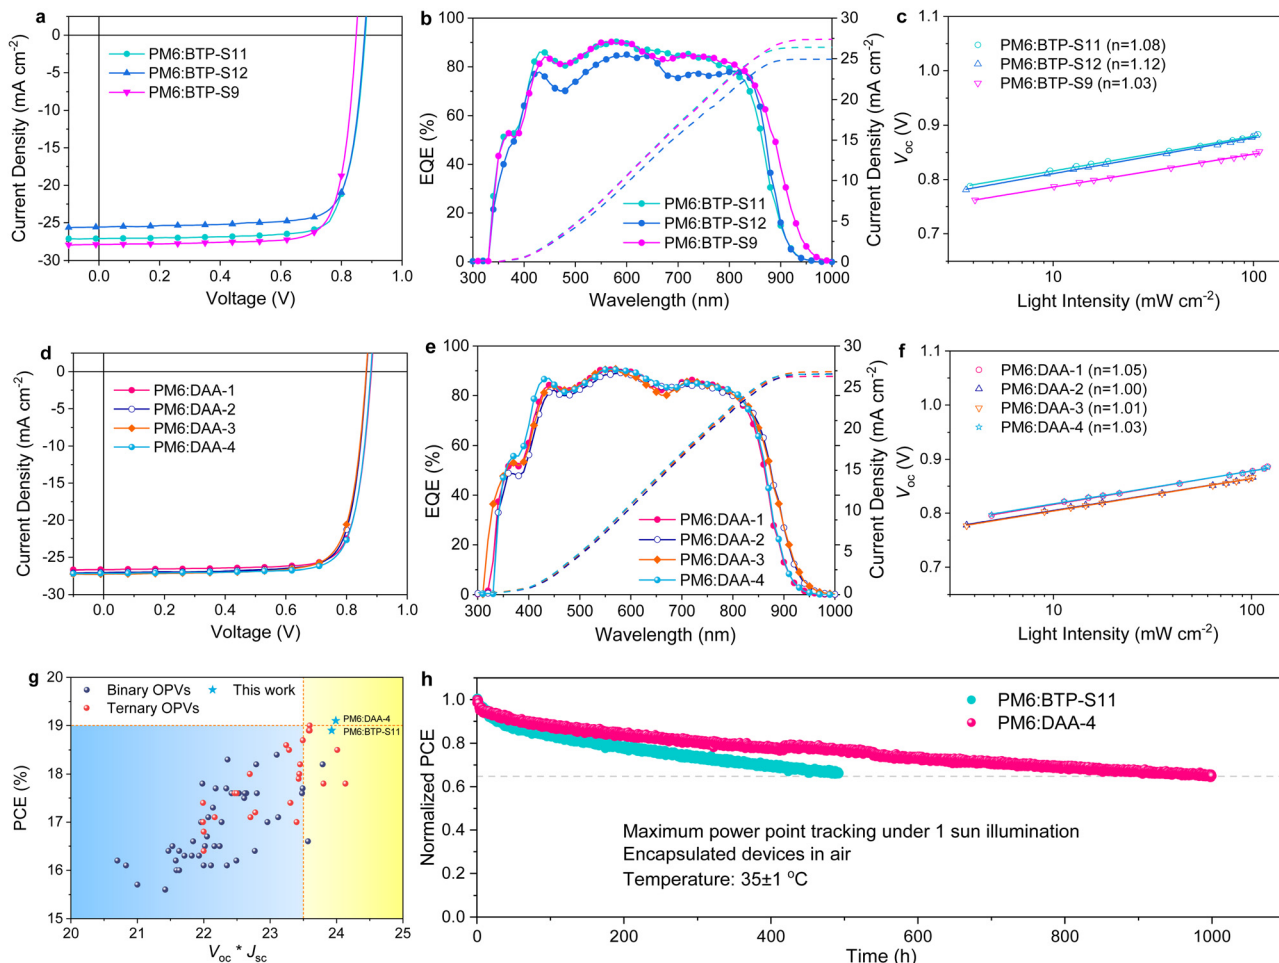 a
0
-5
-10
-15
-20
-25
-30
Current Density (mA cm⁻²)
PM6:BTP-S11
PM6:BTP-S12
PM6:BTP-S9
0.0 0.2 0.4 0.6 0.8 1.0
Voltage (V)
b
100
80
60
40
20
0
EQE (%)
PM6:BTP-S11
PM6:BTP-S12
PM6:BTP-S9
30
27
24
21
18
15
12
9
6
3
0
Current Density (mA cm⁻²)
300 400 500 600 700 800 900 1000
Wavelength (nm)
c
1.1
1.0
0.9
0.8
0.7
Voc (V)
PM6:BTP-S11 (n=1.08)
PM6:BTP-S12 (n=1.12)
PM6:BTP-S9 (n=1.03)
10 100
Light Intensity (mW cm⁻²)
d
0
-5
-10
-15
-20
-25
-30
Current Density (mA cm⁻²)
PM6:DAA-1
PM6:DAA-2
PM6:DAA-3
PM6:DAA-4
0.0 0.2 0.4 0.6 0.8 1.0
Voltage (V)
e
100
80
60
40
20
0
EQE (%)
PM6:DAA-1
PM6:DAA-2
PM6:DAA-3
PM6:DAA-4
30
25
20
15
10
5
0
Current Density (mA cm⁻²)
300 400 500 600 700 800 900 1000
Wavelength (nm)
f
1.1
1.0
0.9
0.8
0.7
Voc (V)
PM6:DAA-1 (n=1.05)
PM6:DAA-2 (n=1.00)
PM6:DAA-3 (n=1.01)
PM6:DAA-4 (n=1.03)
10 100
Light Intensity (mW cm⁻²)
g
20
19
18
17
16
15
PCE (%)
Binary OPVs
This work
Ternary OPVs
PM6:DAA-4
PM6:BTP-S11
20 21 22 23 24 25
Voc * Jsc
h
1.0
0.8
0.6
0.4
0.2
0.0
Normalized PCE
PM6:BTP-S11
PM6:DAA-4
Maximum power point tracking under 1 sun illumination
Encapsulated devices in air
Temperature: 35±1 °C
0 200 400 600 800 1000
Time (h)